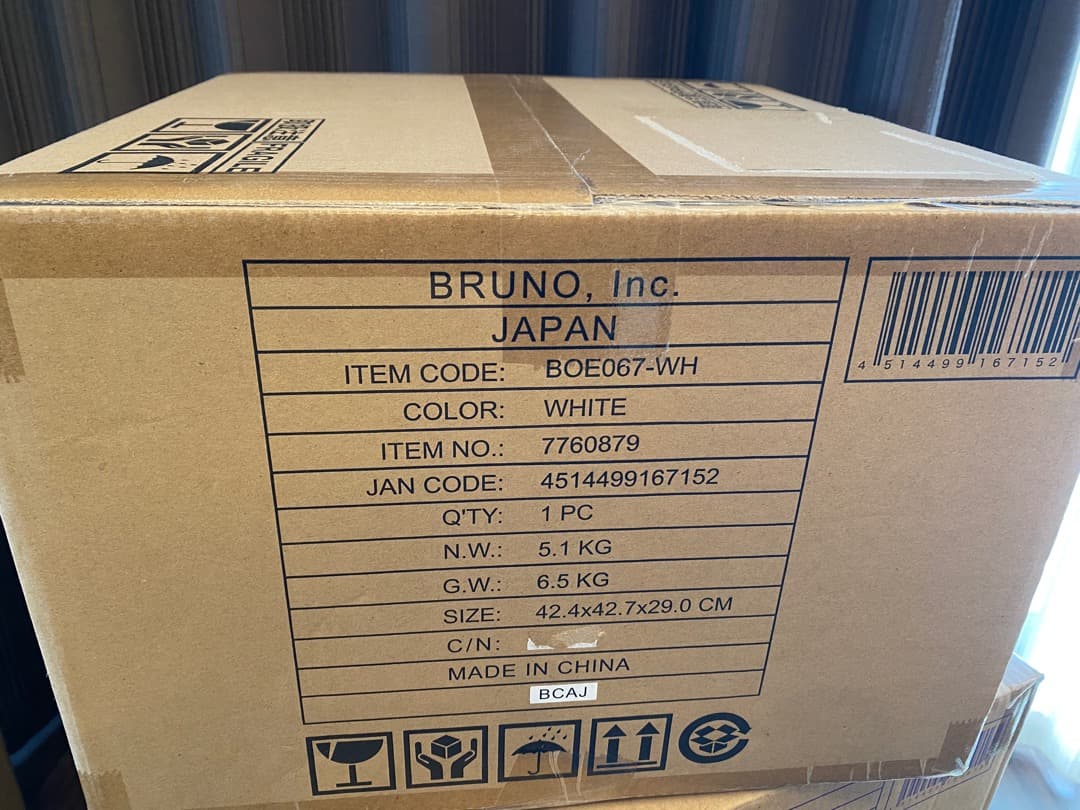 FRAGILE
BRUNO, Inc.
JAPAN
ITEM CODE: BOE067-WH
COLOR: WHITE
ITEM NO.: 7760879
JAN CODE: 4514499167152
Q'TY: 1 PC
N.W.: 5.1 KG
G.W.: 6.5 KG
SIZE: 42.4x42.7x29.0 CM
C/N:
MADE IN CHINA
BCAJ
4 514499 167152